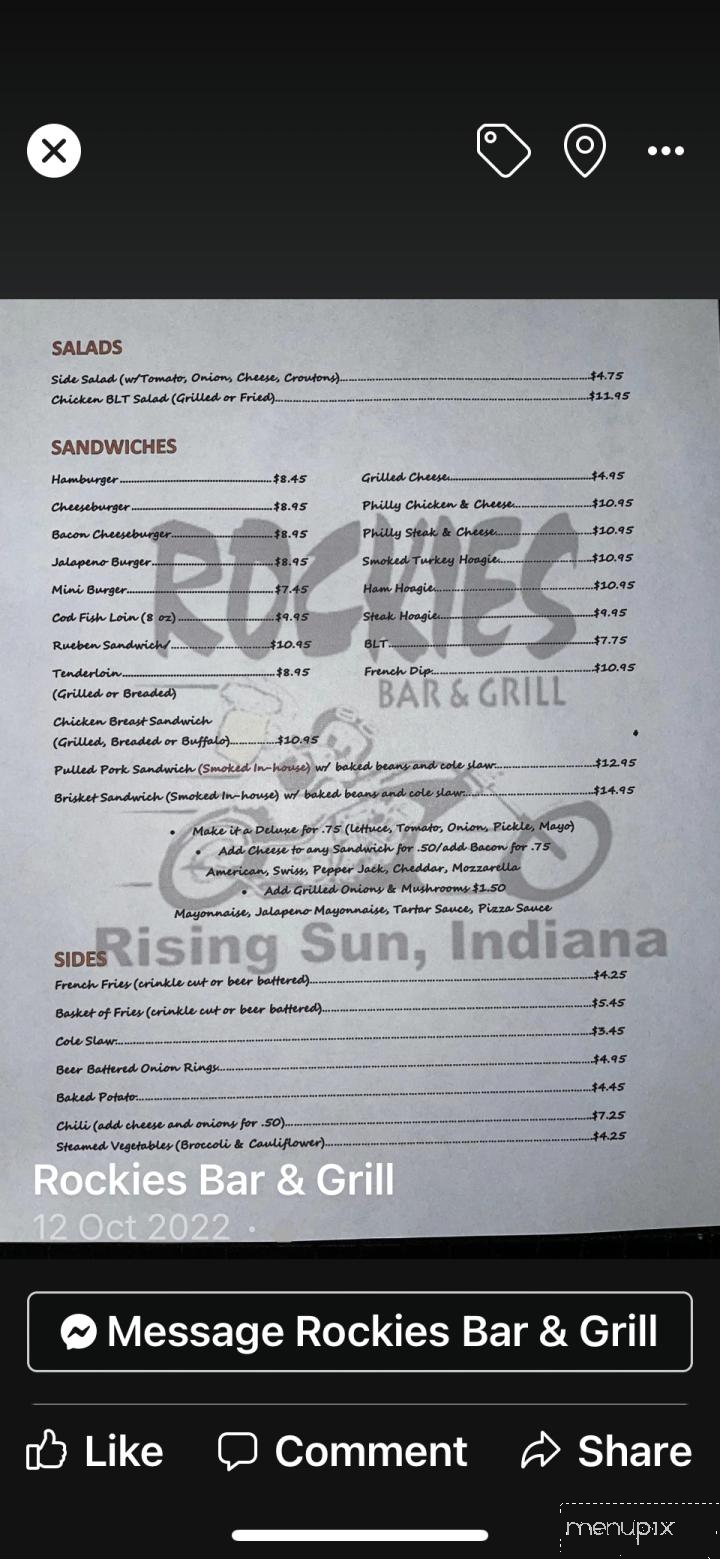 SALADS
Side Salad (w/Tomato, Onion, Cheese, Croutons)...$4.75
Chicken BLT Salad (Grilled or Fried)...$11.95
SANDWICHES
Hamburger...$8.45
Cheeseburger...$8.95
Bacon Cheeseburger...$8.95
Jalapeno Burger...$8.95
Mini Burger...$7.45
Cod Fish Loin (8 oz)...$9.95
Rueben Sandwich/...$10.95
Tenderloin...$8.95
(Grilled or Breaded)
Chicken Breast Sandwich
(Grilled, Breaded or Buffalo)...$10.95
Grilled Cheese...$4.95
Philly Chicken & Cheese...$10.95
Philly Steak & Cheese...$10.95
Smoked Turkey Hoagie...$10.95
Ham Hoagie...$10.95
Steak Hoagie...$9.95
BLT...$7.75
French Dip...$10.95
ROCKIES
BAR & GRILL
Pulled Pork Sandwich (Smoked In-house) w/ baked beans and cole slaw...$12.95
Brisket Sandwich (Smoked In-house) w/ baked beans and cole slaw...$14.95
• Make it a Deluxe for .75 (lettuce, Tomato, Onion, Pickle, Mayo)
• Add Cheese to any Sandwich for .50/add Bacon for .75
American, Swiss, Pepper Jack, Cheddar, Mozzarella
• Add Grilled Onions & Mushrooms $1.50
Mayonnaise, Jalapeno Mayonnaise, Tartar Sauce, Pizza Sauce
Rising Sun, Indiana
SIDES
French Fries (crinkle cut or beer battered)...$4.25
Basket of Fries (crinkle cut or beer battered)...$5.45
Cole Slaw...$3.45
Beer Battered Onion Rings...$4.95
Baked Potato...$4.45
Chili (add cheese and onions for .50)...$7.25
Steamed Vegetables (Broccoli & Cauliflower)...$4.25
Rockies Bar & Grill
12 Oct 2022 ·
Message Rockies Bar & Grill
Like Comment Share
menupix